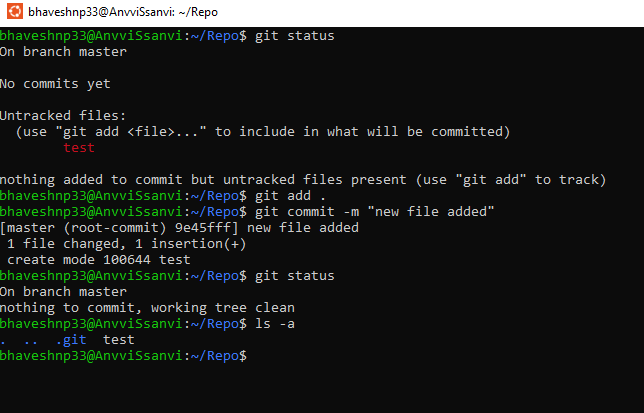 bhaveshnp33@AnvviSsanvi: ~/Repo
bhaveshnp33@AnvviSsanvi:~/Repo$ git status
On branch master
No commits yet
Untracked files:
  (use "git add <file>..." to include in what will be committed)
        test
nothing added to commit but untracked files present (use "git add" to track)
bhaveshnp33@AnvviSsanvi:~/Repo$ git add .
bhaveshnp33@AnvviSsanvi:~/Repo$ git commit -m "new file added"
[master (root-commit) 9e45fff] new file added
 1 file changed, 1 insertion(+)
 create mode 100644 test
bhaveshnp33@AnvviSsanvi:~/Repo$ git status
On branch master
nothing to commit, working tree clean
bhaveshnp33@AnvviSsanvi:~/Repo$ ls -a
.  ..  .git  test
bhaveshnp33@AnvviSsanvi:~/Repo$